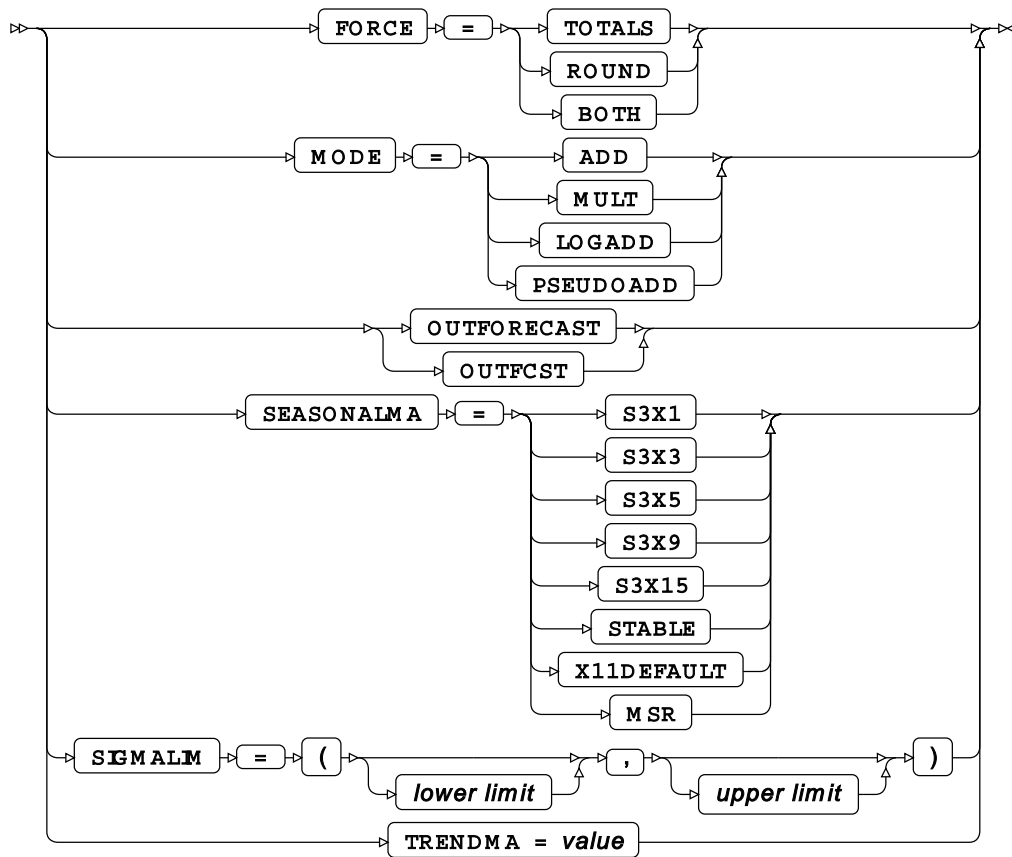 FORCE = TOTALS
ROUND
BOTH
MODE = ADD
MULT
LOGADD
PSEUDOADD
OUTFORECAST
OUTFCST
SEASONALMA = S3X1
S3X3
S3X5
S3X9
S3X15
STABLE
X11DEFAULT
MSR
SIGMALIM = ( , )
lower limit upper limit
TRENDMA = value